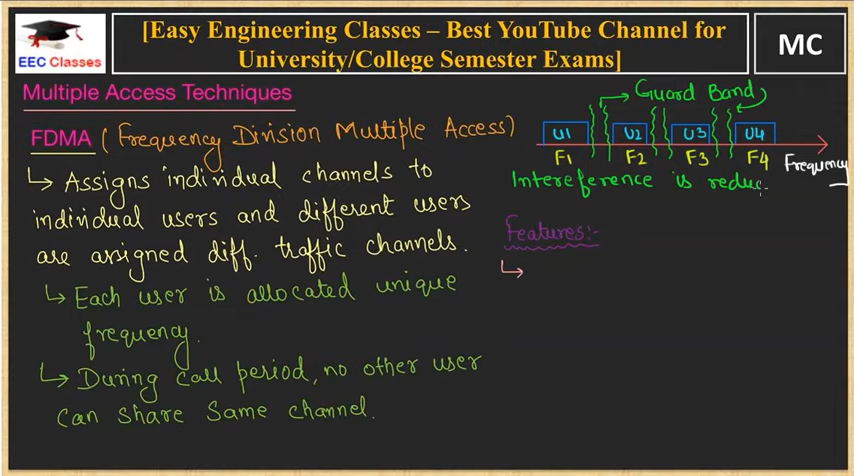 [Easy Engineering Classes – Best YouTube Channel for
University/College Semester Exams]
EEC Classes
MC
Multiple Access Techniques
FDMA (Frequency Division Multiple Access)
↳ Assigns individual channels to
individual users and different users
are assigned diff. traffic channels.
↳ Each user is allocated unique
frequency.
↳ During call period, no other user
can share same channel.
→ Guard Band
U1 U2 U3 U4
F1 F2 F3 F4
Frequency
Intereference is reduc
Features:-
↳